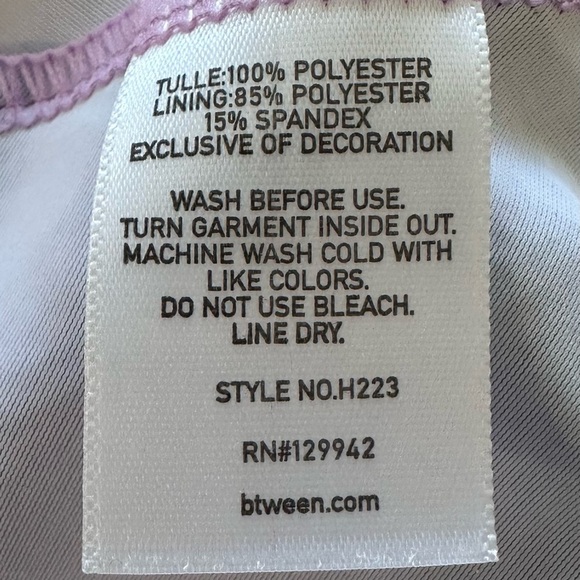 TULLE:100% POLYESTER
LINING:85% POLYESTER
15% SPANDEX
EXCLUSIVE OF DECORATION
WASH BEFORE USE.
TURN GARMENT INSIDE OUT.
MACHINE WASH COLD WITH
LIKE COLORS.
DO NOT USE BLEACH.
LINE DRY.
STYLE NO.H223
RN#129942
btween.com